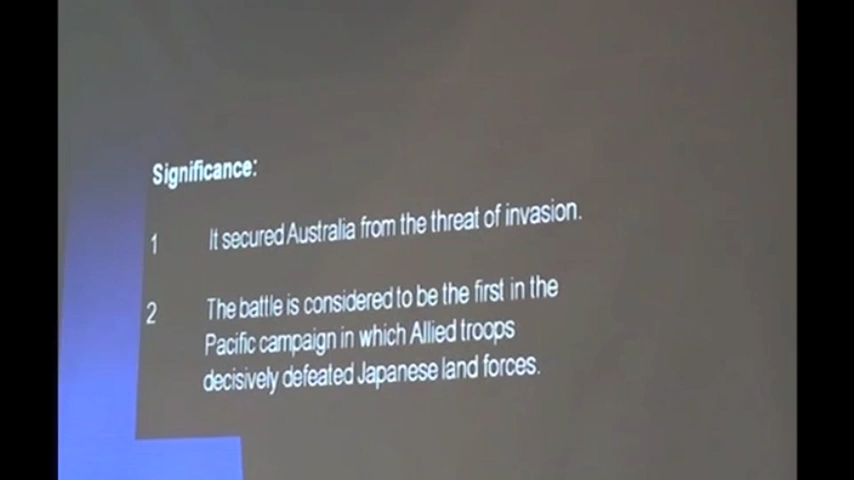 Significance:
1 It secured Australia from the threat of invasion.
2 The battle is considered to be the first in the
Pacific campaign in which Allied troops
decisively defeated Japanese land forces.